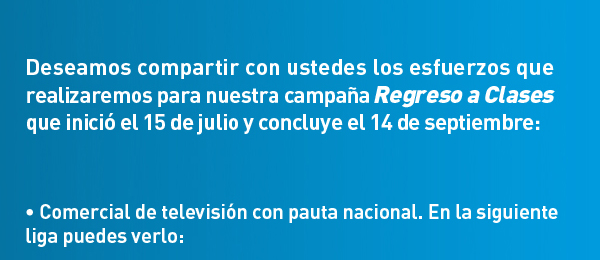 Deseamos compartir con ustedes los esfuerzos que
realizaremos para nuestra campaña Regreso a Clases
que inició el 15 de julio y concluye el 14 de septiembre:
• Comercial de televisión con pauta nacional. En la siguiente
liga puedes verlo: